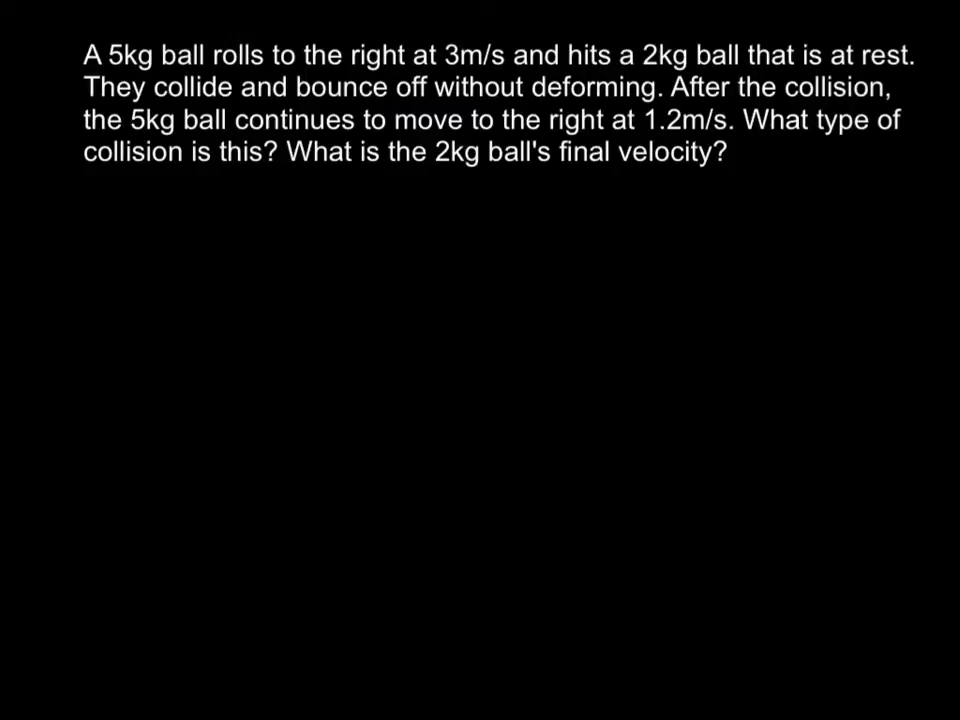 A 5kg ball rolls to the right at 3m/s and hits a 2kg ball that is at rest.
They collide and bounce off without deforming. After the collision,
the 5kg ball continues to move to the right at 1.2m/s. What type of
collision is this? What is the 2kg ball's final velocity?